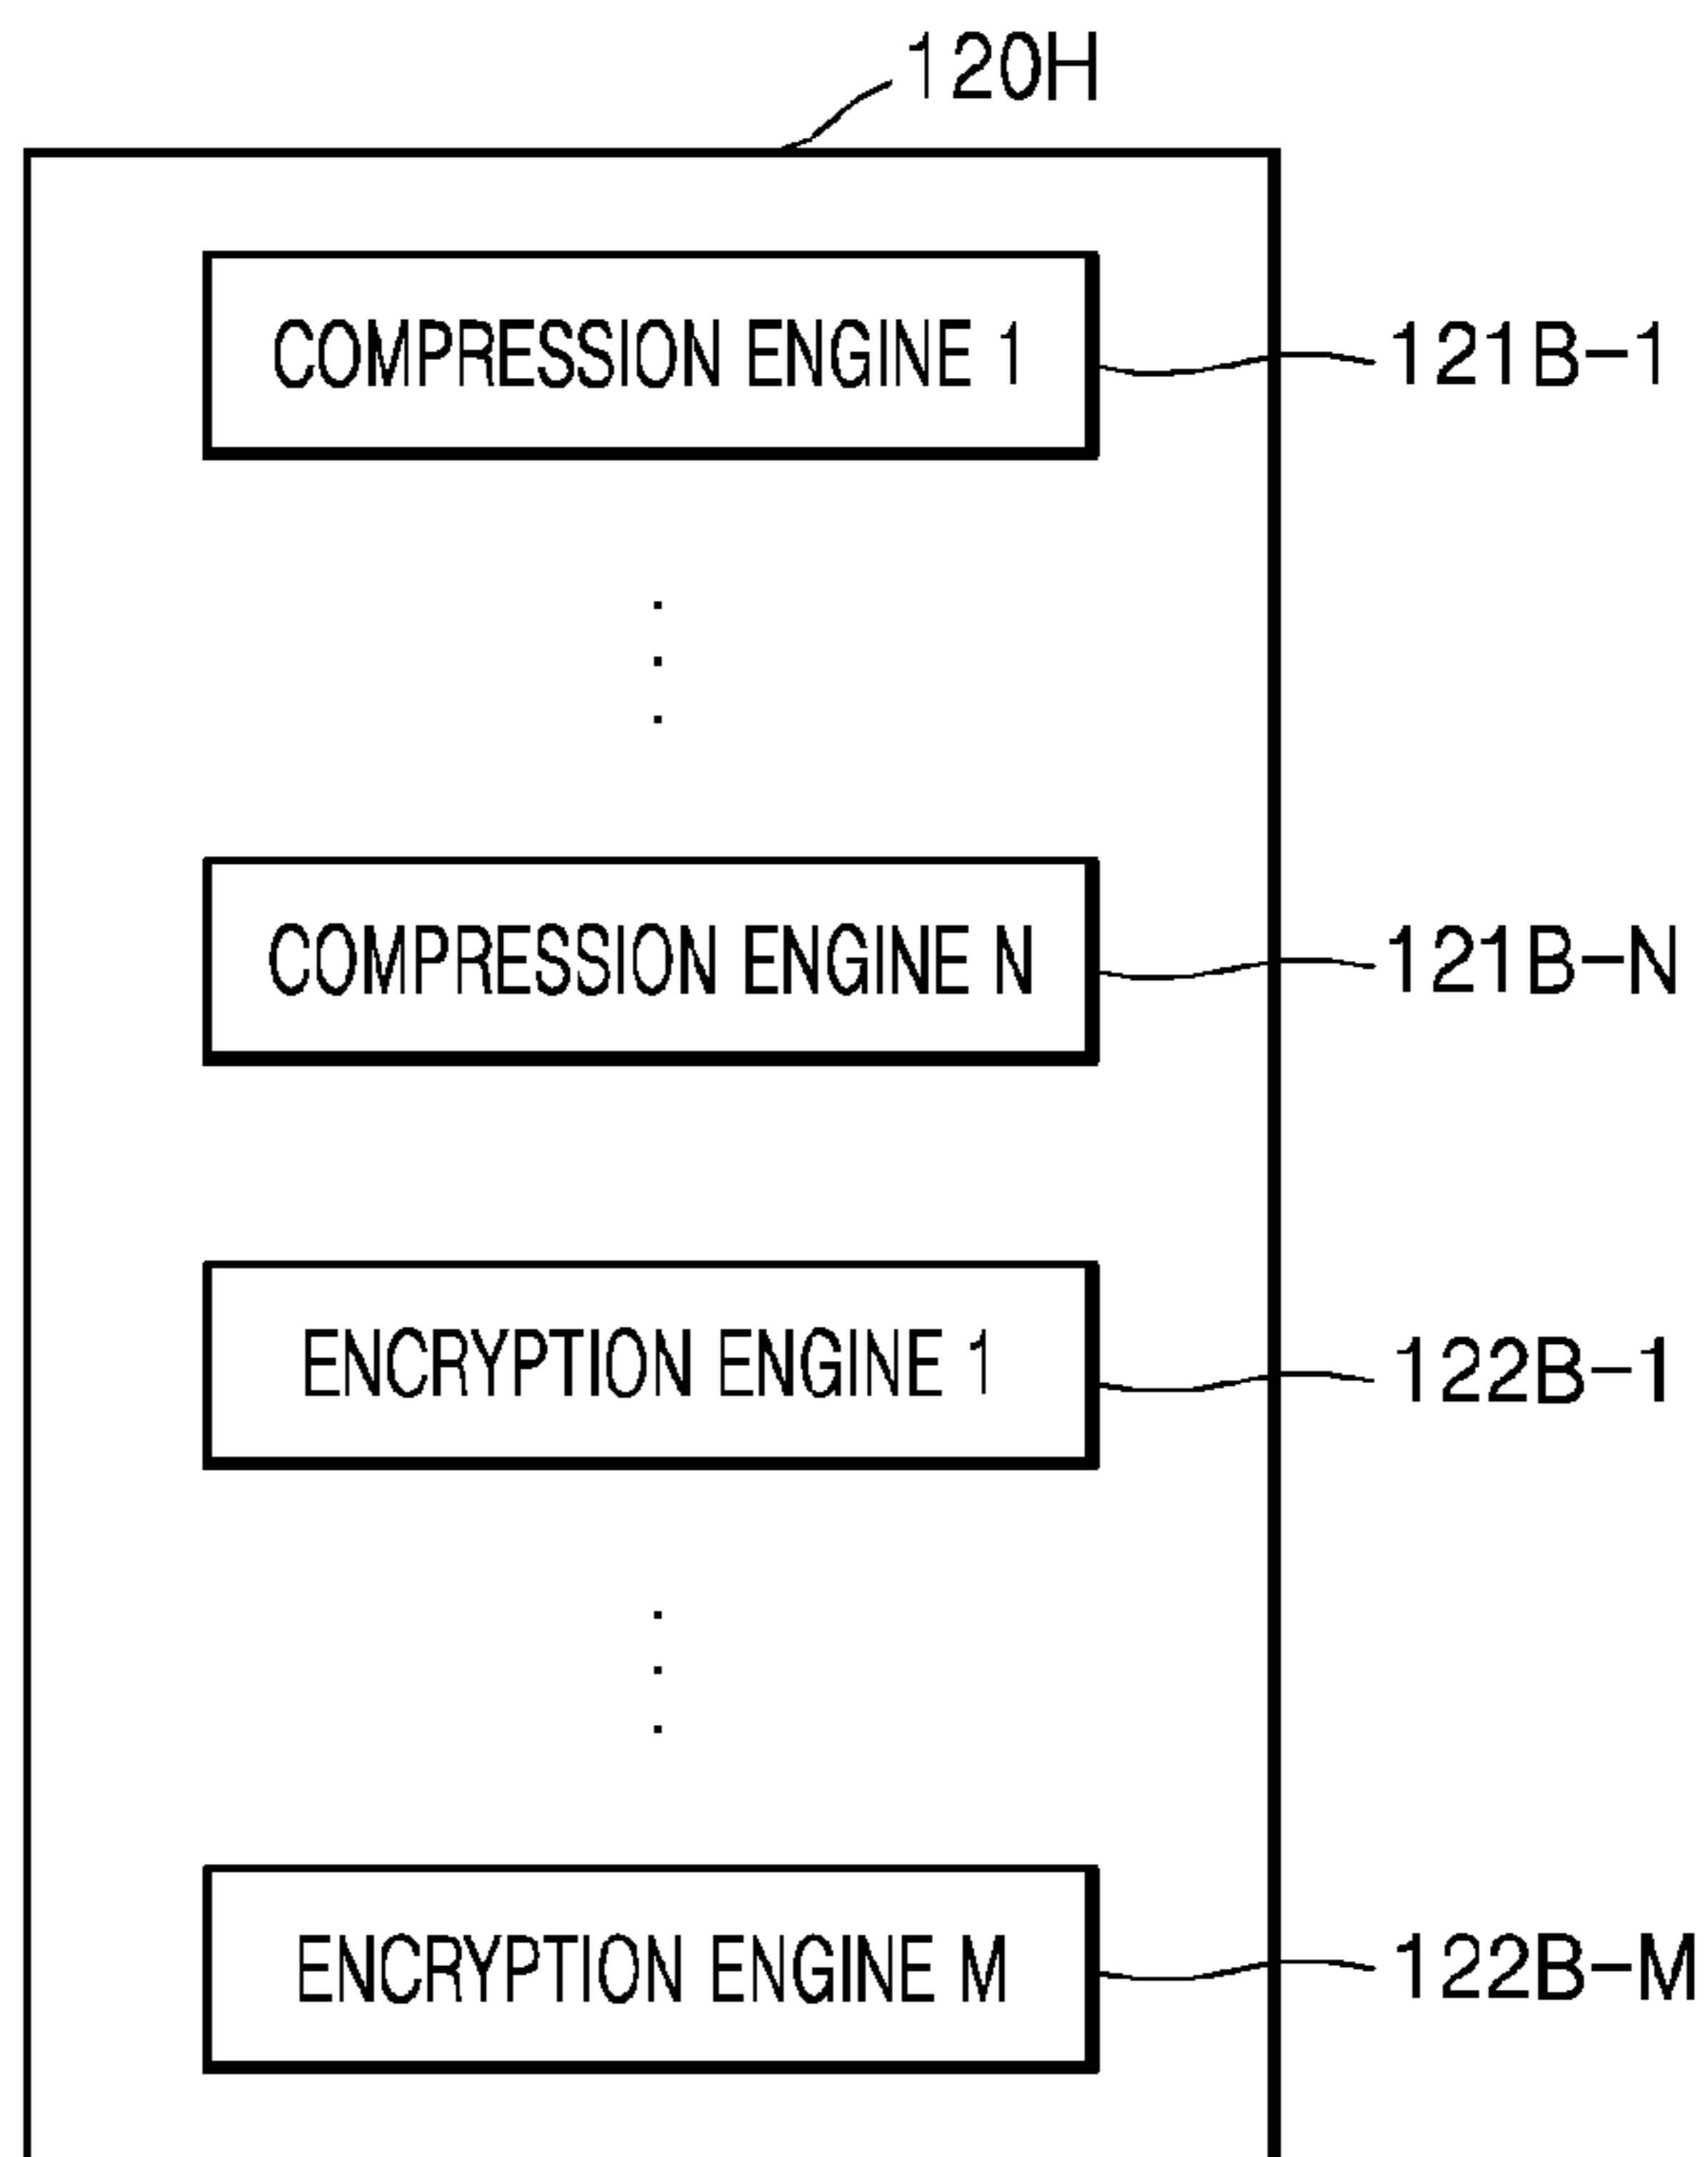 120H
COMPRESSION ENGINE 1
121B-1
COMPRESSION ENGINE N
121B-N
ENCRYPTION ENGINE 1
122B-1
ENCRYPTION ENGINE M
122B-M